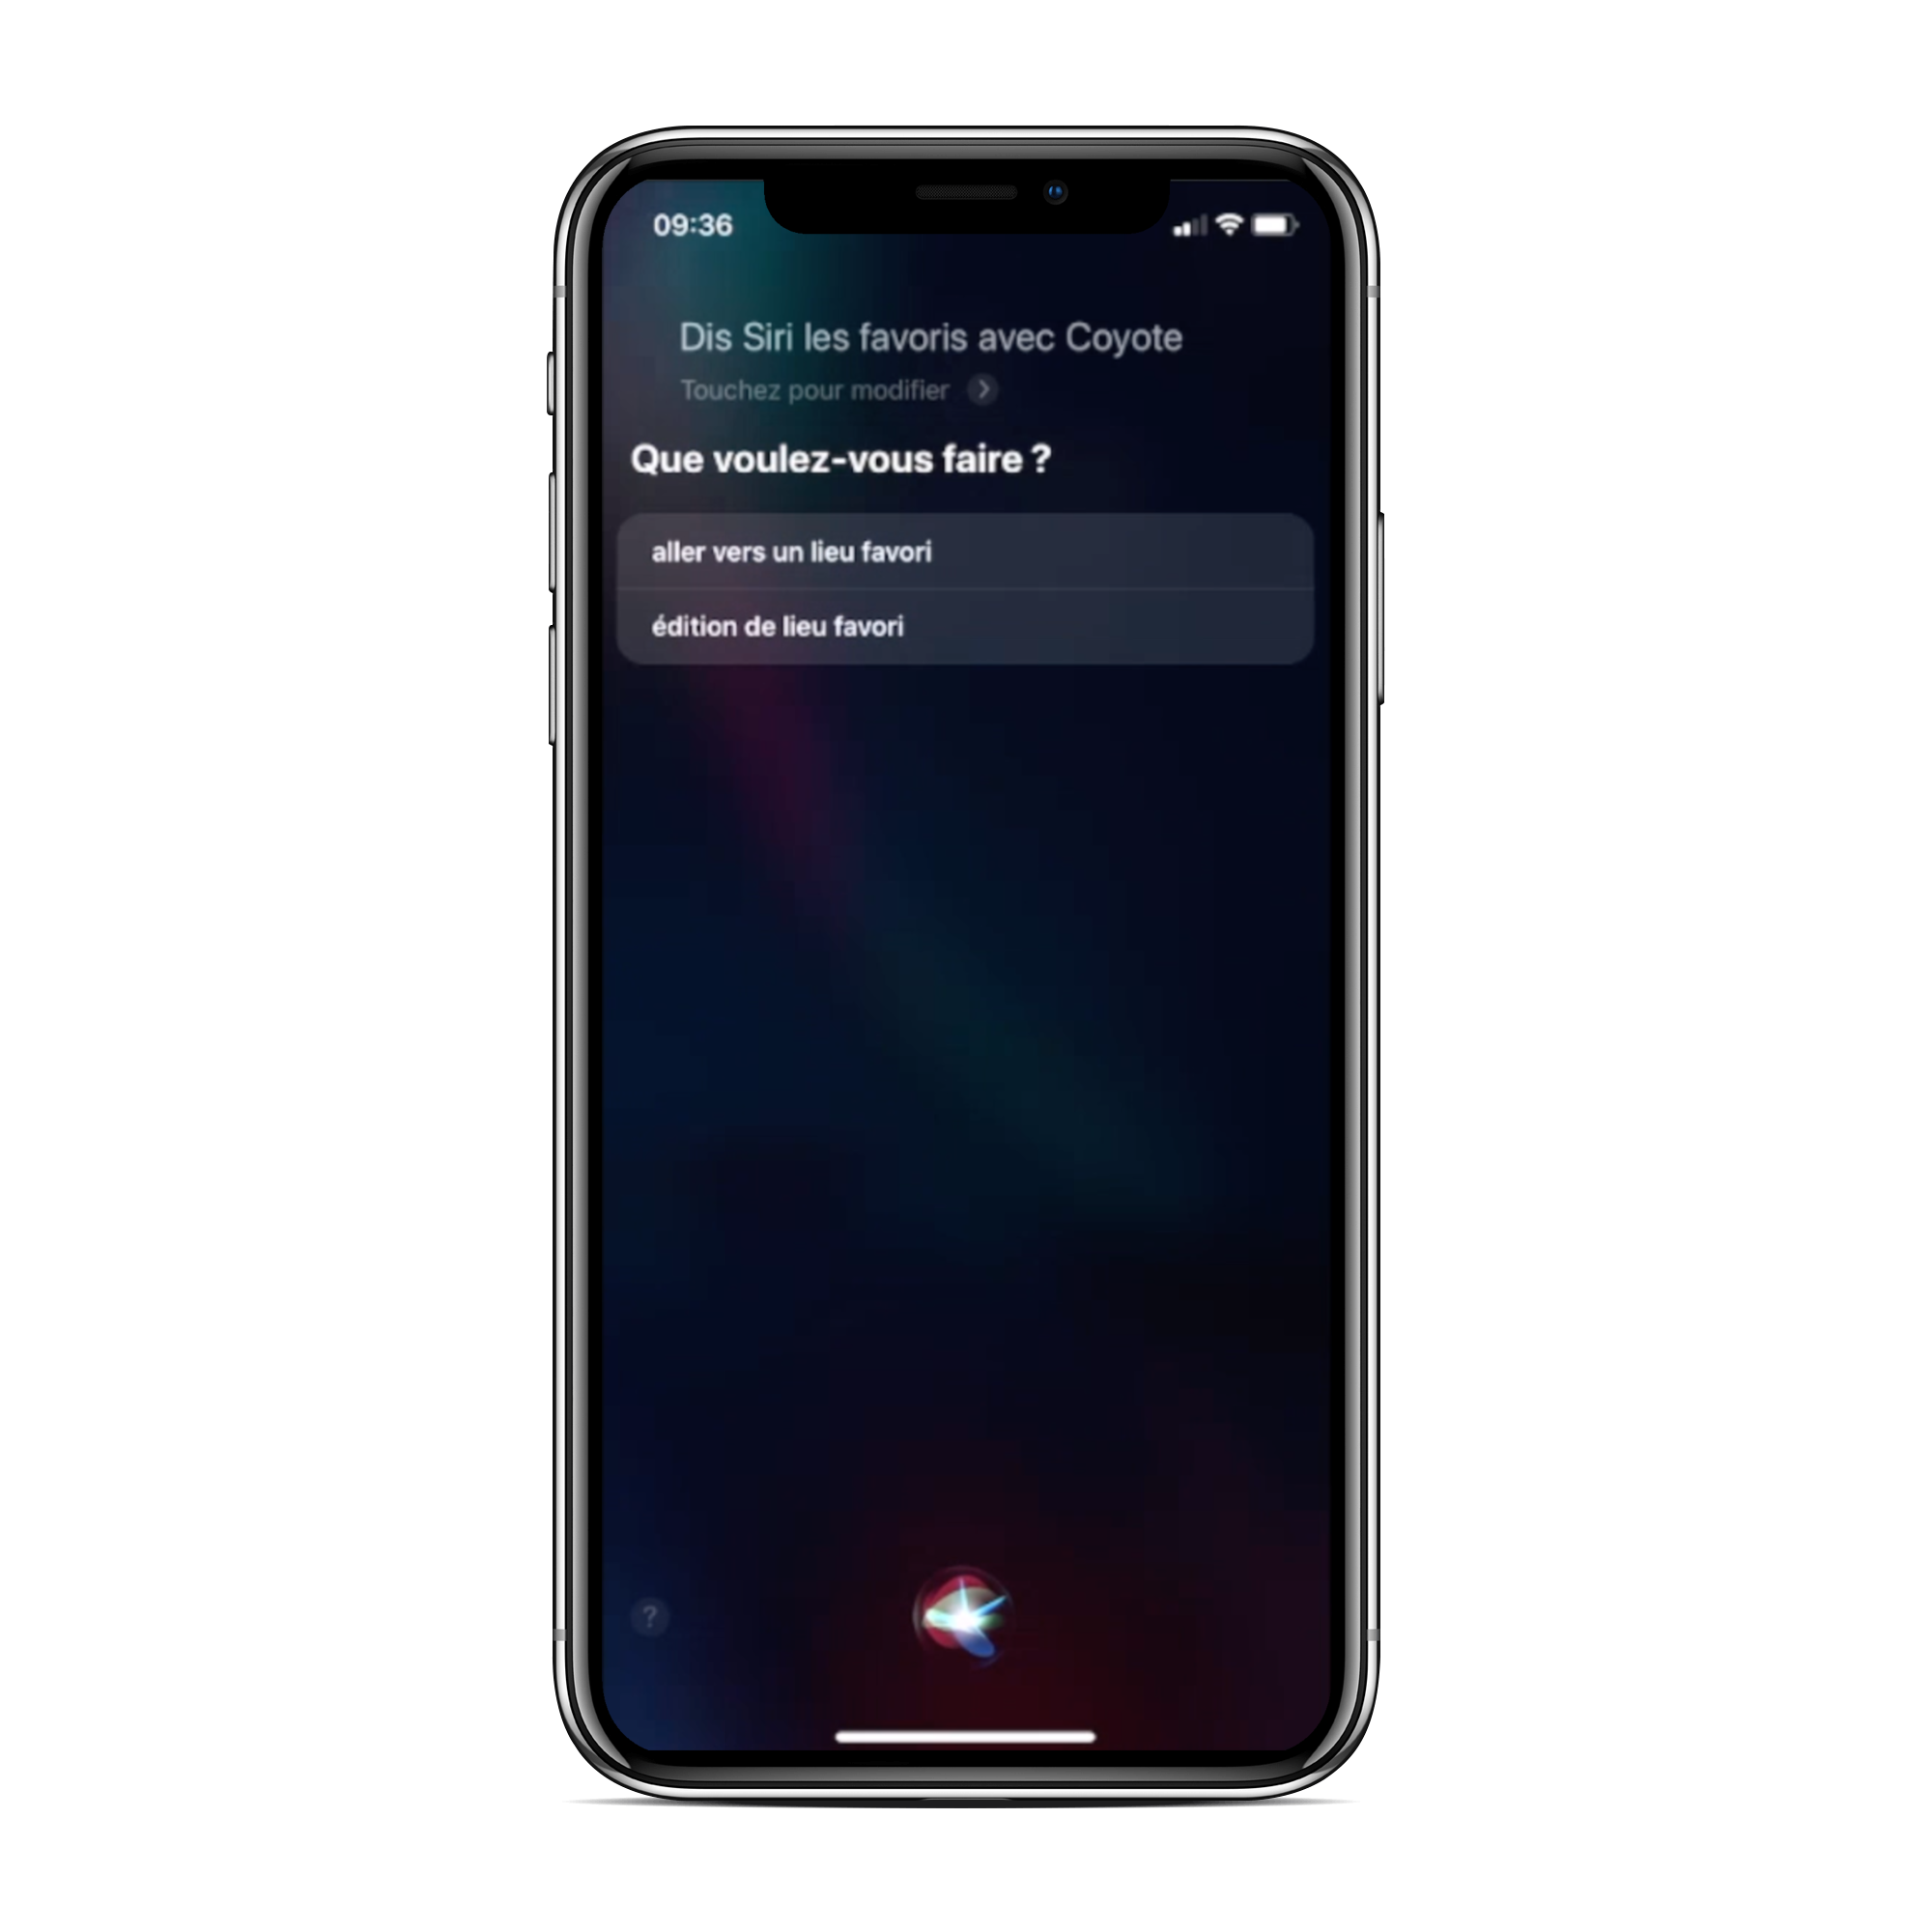 09:36
Dis Siri les favoris avec Coyote
Touchez pour modifier
Que voulez-vous faire ?
aller vers un lieu favori
édition de lieu favori
?